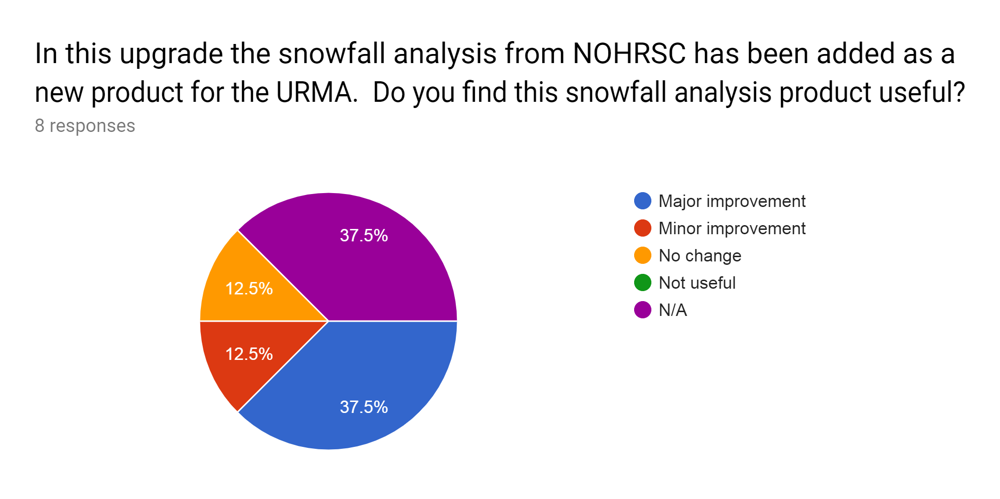 In this upgrade the snowfall analysis from NOHRSC has been added as a
new product for the URMA.  Do you find this snowfall analysis product useful?
8 responses
37.5%
12.5%
12.5%
37.5%
Major improvement
Minor improvement
No change
Not useful
N/A